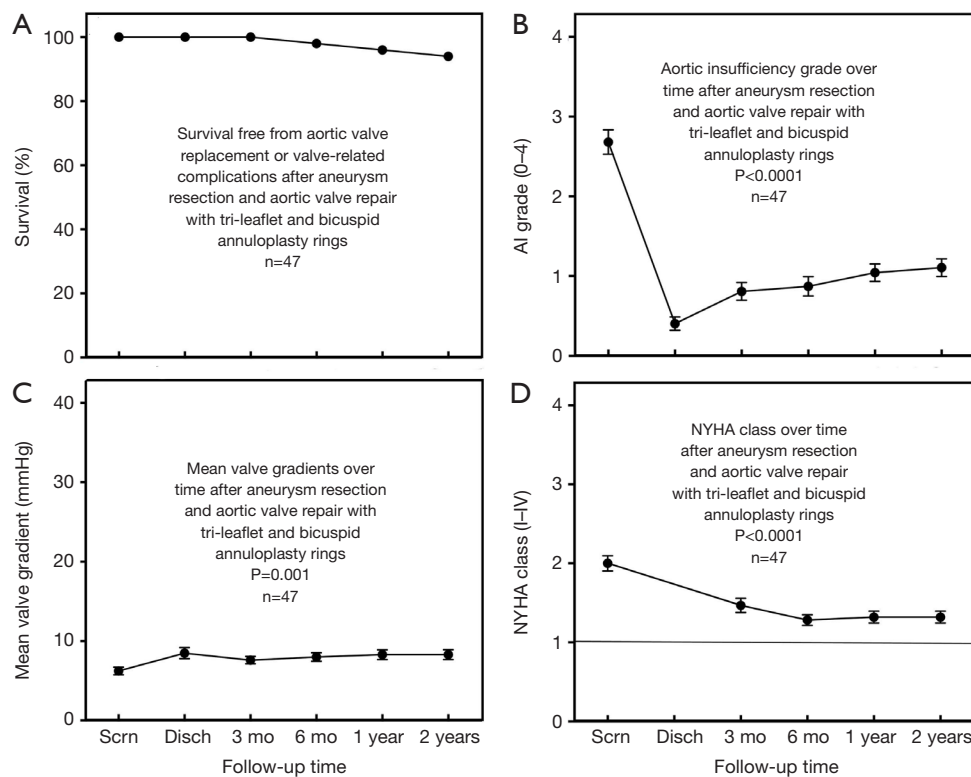 A
100
80
60
40
20
0
Survival (%)
Survival free from aortic valve
replacement or valve-related
complications after aneurysm
resection and aortic valve repair
with tri-leaflet and bicuspid
annuloplasty rings
n=47
B
4
3
2
1
0
AI grade (0–4)
Aortic insufficiency grade over
time after aneurysm resection
and aortic valve repair with
tri-leaflet and bicuspid
annuloplasty rings
P<0.0001
n=47
C
40
30
20
10
0
Mean valve gradient (mmHg)
Mean valve gradients over
time after aneurysm resection
and aortic valve repair with
tri-leaflet and bicuspid
annuloplasty rings
P=0.001
n=47
Scrn Disch 3 mo 6 mo 1 year 2 years
Follow-up time
D
4
3
2
1
0
NYHA class (I–IV)
NYHA class over time
after aneurysm resection
and aortic valve repair
with tri-leaflet and bicuspid
annuloplasty rings
P<0.0001
n=47
Scrn Disch 3 mo 6 mo 1 year 2 years
Follow-up time